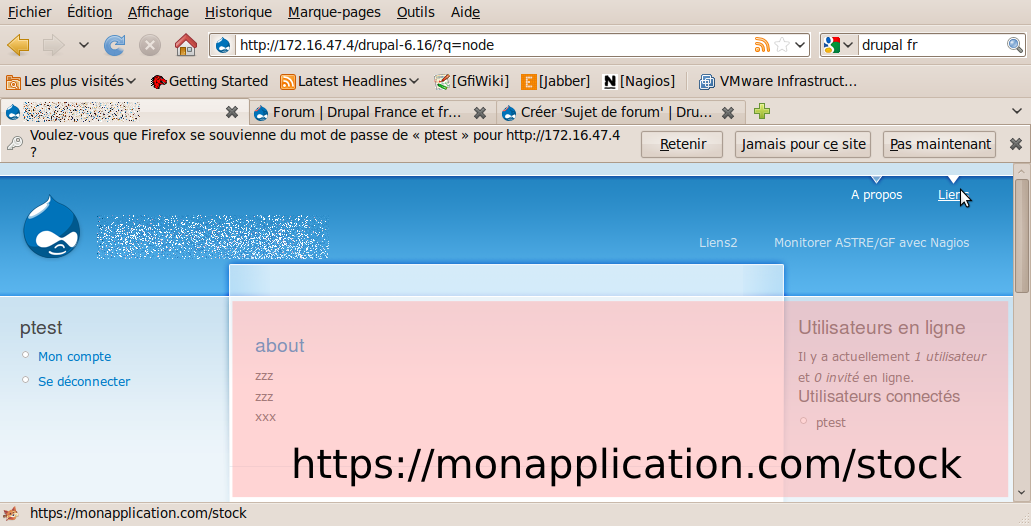 Fichier Édition Affichage Historique Marque-pages Outils Aide
http://172.16.47.4/drupal-6.16/?q=node
drupal fr
Les plus visités Getting Started Latest Headlines [GfiWiki] [Jabber] [Nagios] VMware Infrastruct...
Forum | Drupal France et fr... Créer 'Sujet de forum' | Dru...
Voulez-vous que Firefox se souvienne du mot de passe de « ptest » pour http://172.16.47.4
?
Retenir Jamais pour ce site Pas maintenant
A propos Liens
Liens2 Monitorer ASTRE/GF avec Nagios
ptest
Mon compte
Se déconnecter
about
zzz
zzz
xxx
Utilisateurs en ligne
Il y a actuellement 1 utilisateur
et 0 invité en ligne.
Utilisateurs connectés
ptest
https://monapplication.com/stock
https://monapplication.com/stock